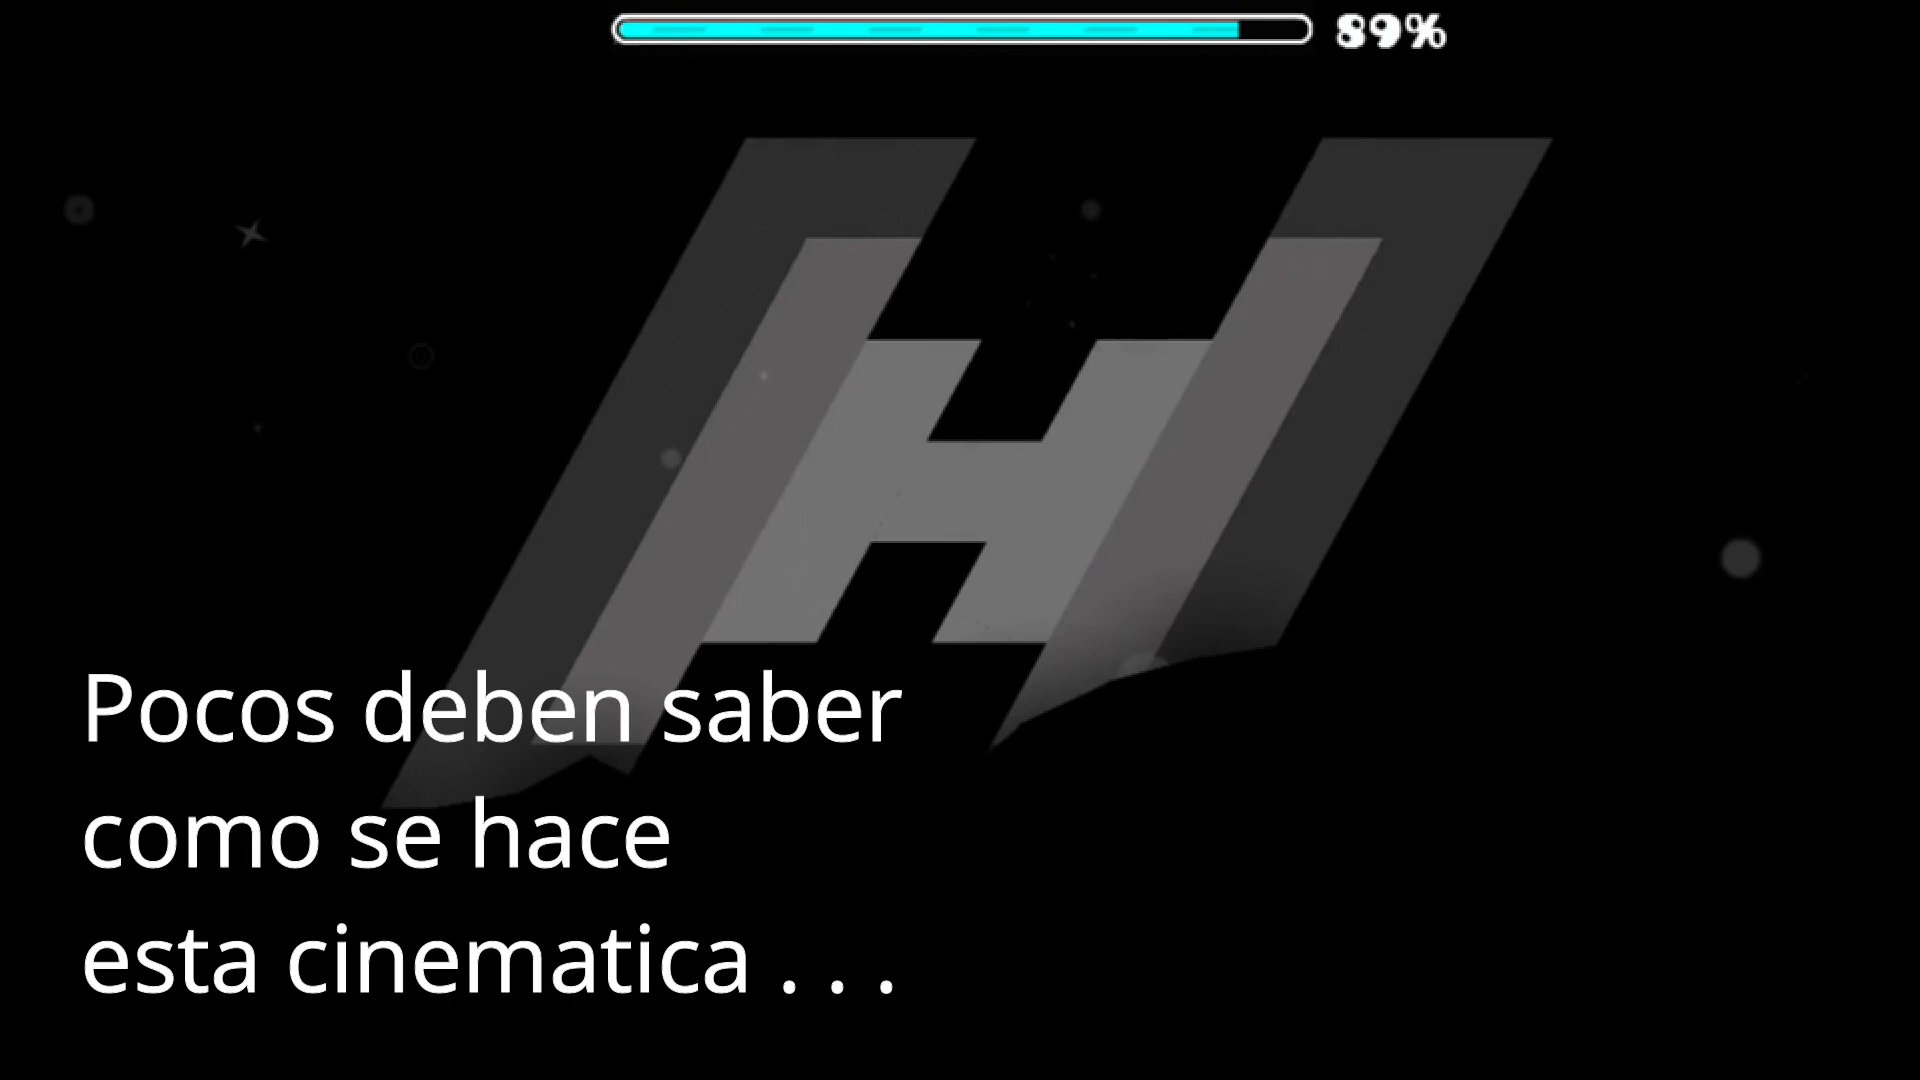 89%
Pocos deben saber
como se hace
esta cinematica . . .